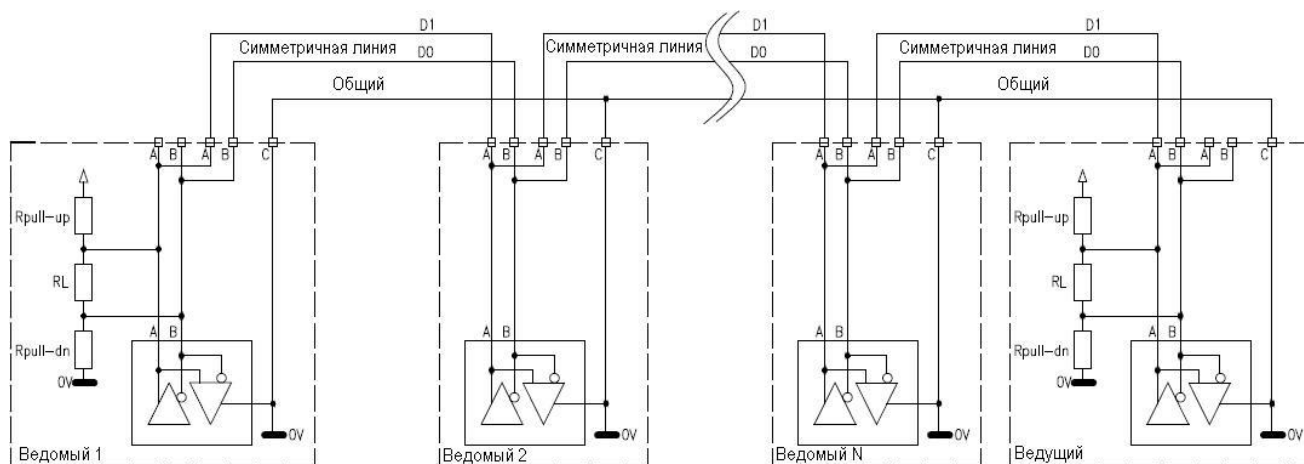 D1 D1 D1
Симметричная линия D0 Симметричная линия D0 Симметричная линия D0
Общий Общий
A B A B C A B A B C A B A B C A B A B C
Rpull-up Rpull-up
RL RL
A B A B A B A B
Rpull-dn Rpull-dn
0V 0V
0V 0V 0V 0V
Ведомый 1 Ведомый 2 Ведомый N Ведущий